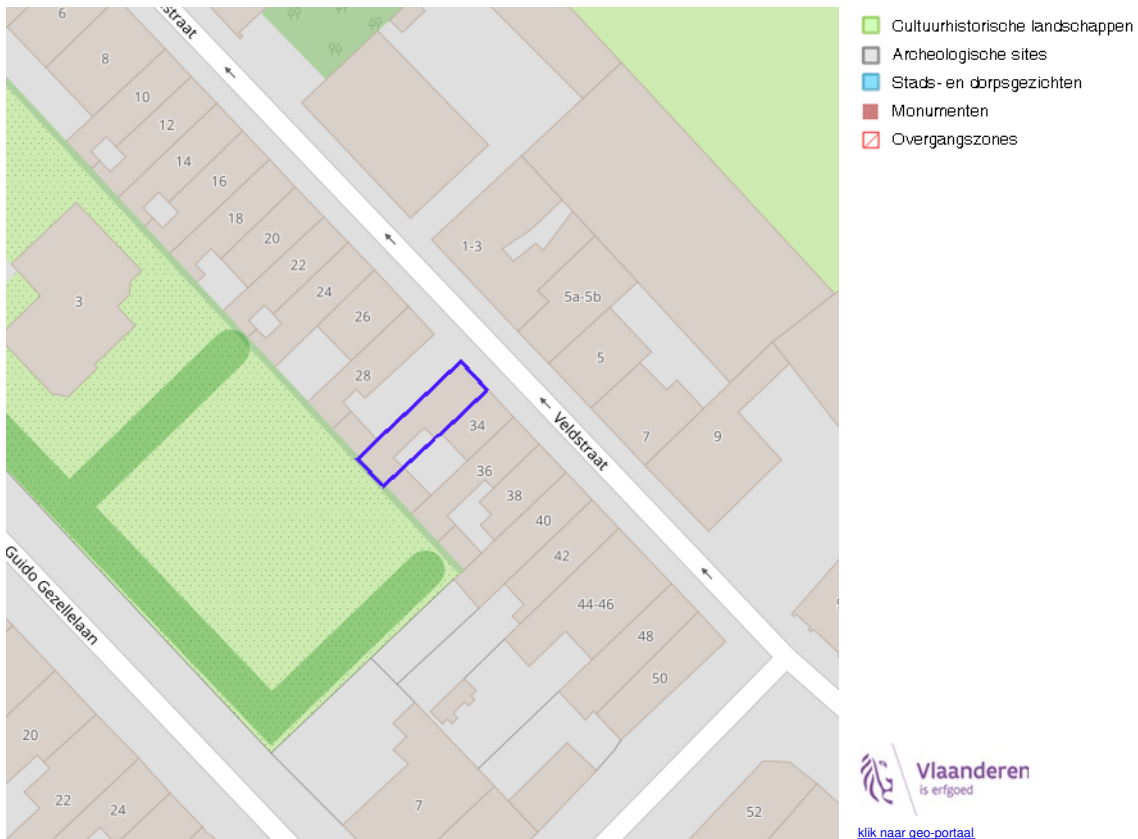 6
8
10
12
14
16
18
20
22
24
26
28
3
1-3
5a-5b
5
7
9
34
36
38
40
42
44-46
48
50
52
7
20
22
24
Veldstraat
Guido Gezellelaan
Cultuurhistorische landschappen
Archeologische sites
Stads- en dorpsgezichten
Monumenten
Overgangszones
Vlaanderen
is erfgoed
klik naar geo-portaal